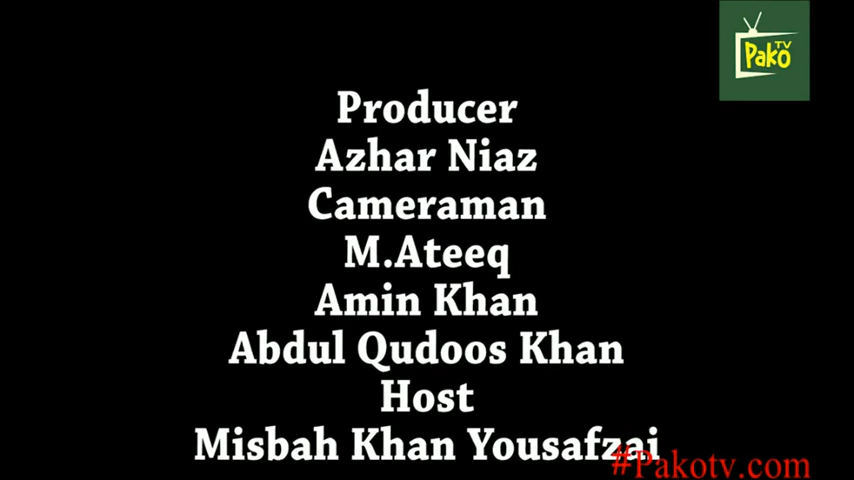 TV
Pako
Producer
Azhar Niaz
Cameraman
M.Ateeq
Amin Khan
Abdul Qudoos Khan
Host
Misbah Khan Yousafzai
#Pakotv.com